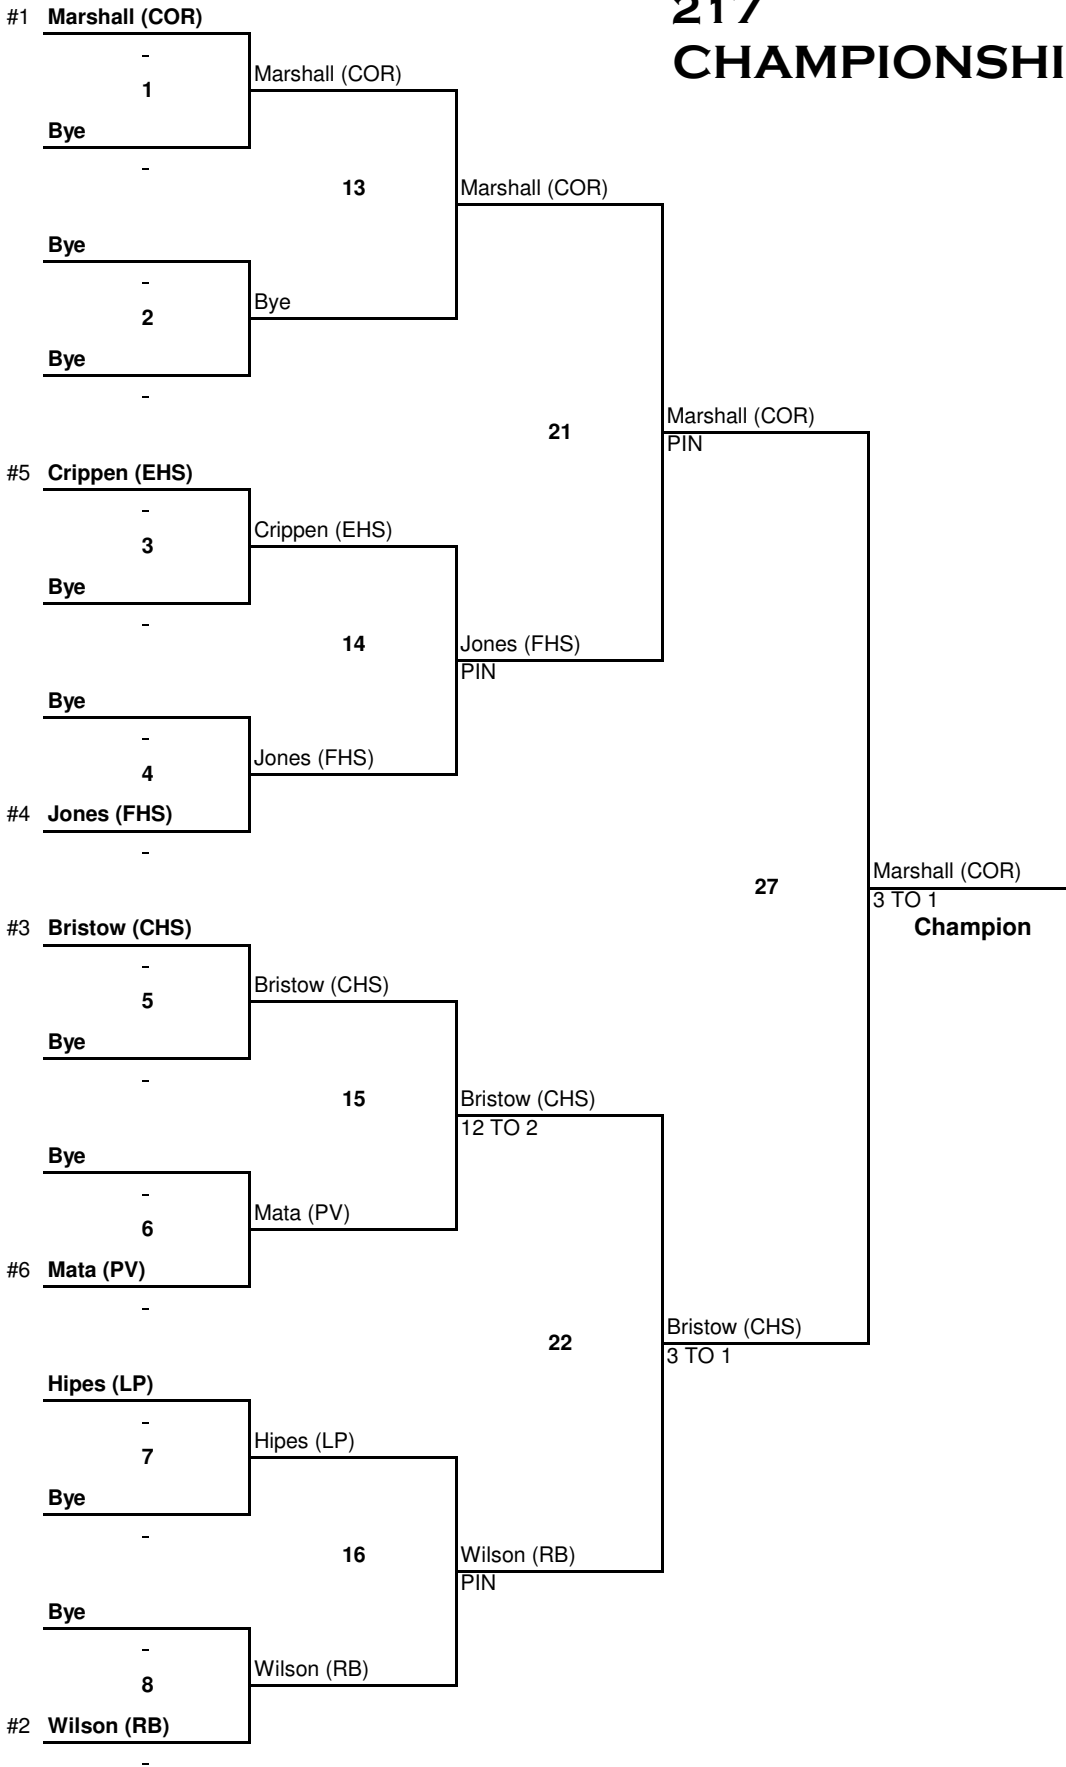 217
CHAMPIONSHI
#1 Marshall (COR)
-
1
Marshall (COR)
Bye
-
13
Marshall (COR)
Bye
-
2
Bye
Bye
-
21
Marshall (COR)
PIN
#5 Crippen (EHS)
-
3
Crippen (EHS)
Bye
-
14
Jones (FHS)
PIN
Bye
-
4
Jones (FHS)
#4 Jones (FHS)
-
27
Marshall (COR)
3 TO 1
Champion
#3 Bristow (CHS)
-
5
Bristow (CHS)
Bye
-
15
Bristow (CHS)
12 TO 2
Bye
-
6
Mata (PV)
#6 Mata (PV)
-
22
Bristow (CHS)
3 TO 1
Hipes (LP)
-
7
Hipes (LP)
Bye
-
16
Wilson (RB)
PIN
Bye
-
8
Wilson (RB)
#2 Wilson (RB)
-